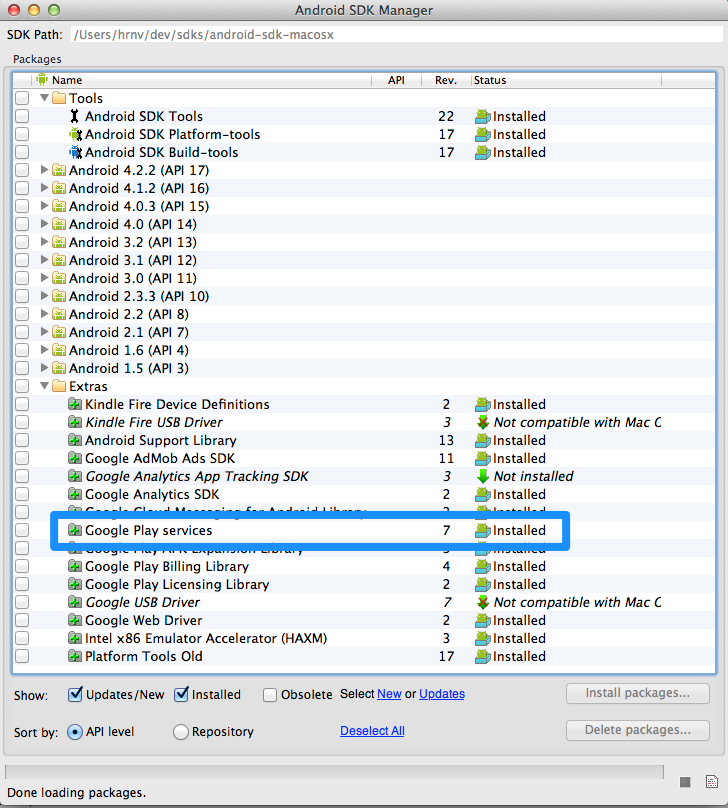 Android SDK Manager
SDK Path: /Users/hrnv/dev/sdks/android-sdk-macosx
Packages
Name API Rev. Status
Tools
Android SDK Tools 22 Installed
Android SDK Platform-tools 17 Installed
Android SDK Build-tools 17 Installed
Android 4.2.2 (API 17)
Android 4.1.2 (API 16)
Android 4.0.3 (API 15)
Android 4.0 (API 14)
Android 3.2 (API 13)
Android 3.1 (API 12)
Android 3.0 (API 11)
Android 2.3.3 (API 10)
Android 2.2 (API 8)
Android 2.1 (API 7)
Android 1.6 (API 4)
Android 1.5 (API 3)
Extras
Kindle Fire Device Definitions 2 Installed
Kindle Fire USB Driver 3 Not compatible with Mac O
Android Support Library 13 Installed
Google AdMob Ads SDK 11 Installed
Google Analytics App Tracking SDK 3 Not installed
Google Analytics SDK 2 Installed
Google Cloud Messaging for Android Library 3 Installed
Google Play services 7 Installed
Google Play APK Expansion Library 3 Installed
Google Play Billing Library 4 Installed
Google Play Licensing Library 2 Installed
Google USB Driver 7 Not compatible with Mac O
Google Web Driver 2 Installed
Intel x86 Emulator Accelerator (HAXM) 3 Installed
Platform Tools Old 17 Installed
Show: Updates/New Installed Obsolete Select New or Updates Install packages...
Sort by: API level Repository Deselect All Delete packages...
Done loading packages.